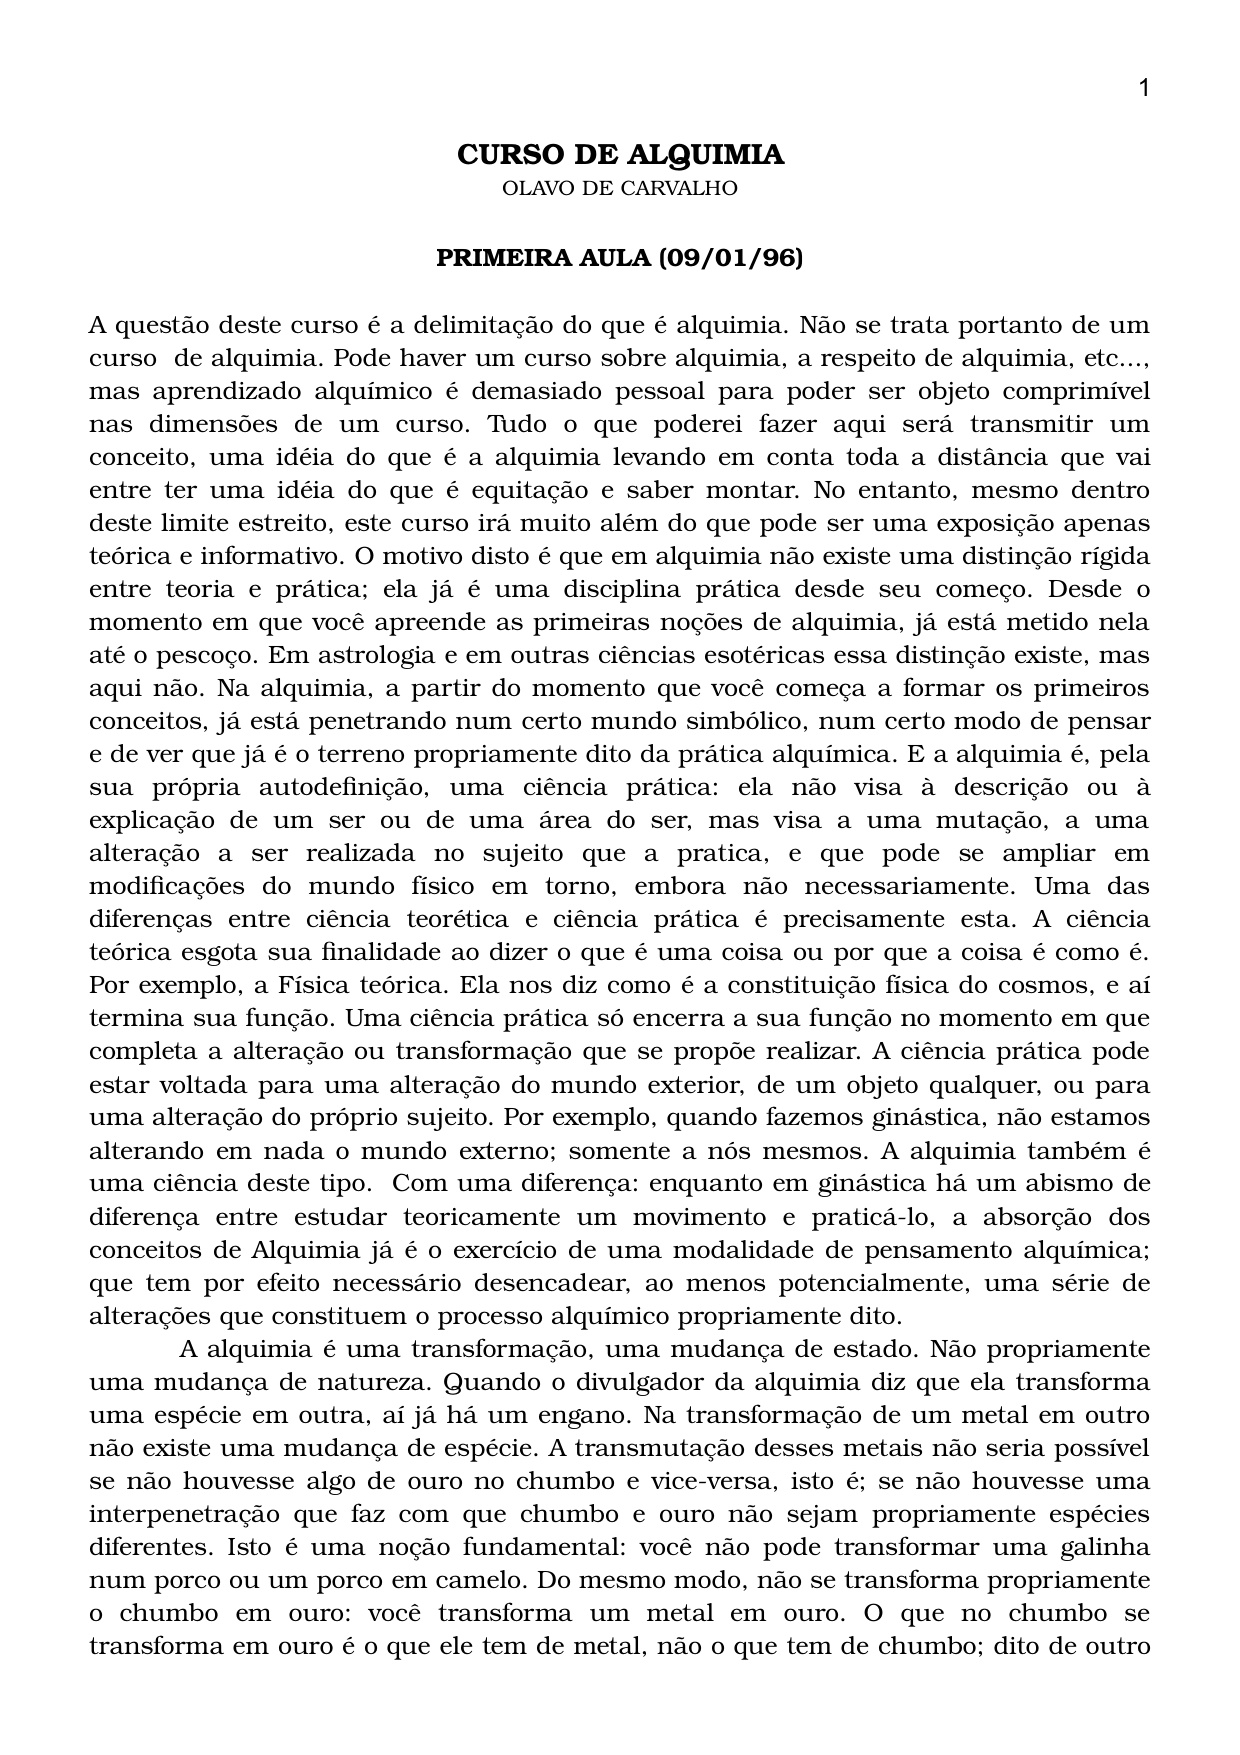 1
CURSO DE ALQUIMIA
OLAVO DE CARVALHO
PRIMEIRA AULA (09/01/96)
A questão deste curso é a delimitação do que é alquimia. Não se trata portanto de um
curso  de alquimia. Pode haver um curso sobre alquimia, a respeito de alquimia, etc...,
mas aprendizado alquímico é demasiado pessoal para poder ser objeto comprimível
nas dimensões de um curso. Tudo o que poderei fazer aqui será transmitir um
conceito, uma idéia do que é a alquimia levando em conta toda a distância que vai
entre ter uma idéia do que é equitação e saber montar. No entanto, mesmo dentro
deste limite estreito, este curso irá muito além do que pode ser uma exposição apenas
teórica e informativo. O motivo disto é que em alquimia não existe uma distinção rígida
entre teoria e prática; ela já é uma disciplina prática desde seu começo. Desde o
momento em que você apreende as primeiras noções de alquimia, já está metido nela
até o pescoço. Em astrologia e em outras ciências esotéricas essa distinção existe, mas
aqui não. Na alquimia, a partir do momento que você começa a formar os primeiros
conceitos, já está penetrando num certo mundo simbólico, num certo modo de pensar
e de ver que já é o terreno propriamente dito da prática alquímica. E a alquimia é, pela
sua própria autodefinição, uma ciência prática: ela não visa à descrição ou à
explicação de um ser ou de uma área do ser, mas visa a uma mutação, a uma
alteração a ser realizada no sujeito que a pratica, e que pode se ampliar em
modificações do mundo físico em torno, embora não necessariamente. Uma das
diferenças entre ciência teorética e ciência prática é precisamente esta. A ciência
teórica esgota sua finalidade ao dizer o que é uma coisa ou por que a coisa é como é.
Por exemplo, a Física teórica. Ela nos diz como é a constituição física do cosmos, e aí
termina sua função. Uma ciência prática só encerra a sua função no momento em que
completa a alteração ou transformação que se propõe realizar. A ciência prática pode
estar voltada para uma alteração do mundo exterior, de um objeto qualquer, ou para
uma alteração do próprio sujeito. Por exemplo, quando fazemos ginástica, não estamos
alterando em nada o mundo externo; somente a nós mesmos. A alquimia também é
uma ciência deste tipo.  Com uma diferença: enquanto em ginástica há um abismo de
diferença entre estudar teoricamente um movimento e praticá-lo, a absorção dos
conceitos de Alquimia já é o exercício de uma modalidade de pensamento alquímica;
que tem por efeito necessário desencadear, ao menos potencialmente, uma série de
alterações que constituem o processo alquímico propriamente dito.
A alquimia é uma transformação, uma mudança de estado. Não propriamente
uma mudança de natureza. Quando o divulgador da alquimia diz que ela transforma
uma espécie em outra, aí já há um engano. Na transformação de um metal em outro
não existe uma mudança de espécie. A transmutação desses metais não seria possível
se não houvesse algo de ouro no chumbo e vice-versa, isto é; se não houvesse uma
interpenetração que faz com que chumbo e ouro não sejam propriamente espécies
diferentes. Isto é uma noção fundamental: você não pode transformar uma galinha
num porco ou um porco em camelo. Do mesmo modo, não se transforma propriamente
o chumbo em ouro: você transforma um metal em ouro. O que no chumbo se
transforma em ouro é o que ele tem de metal, não o que tem de chumbo; dito de outro